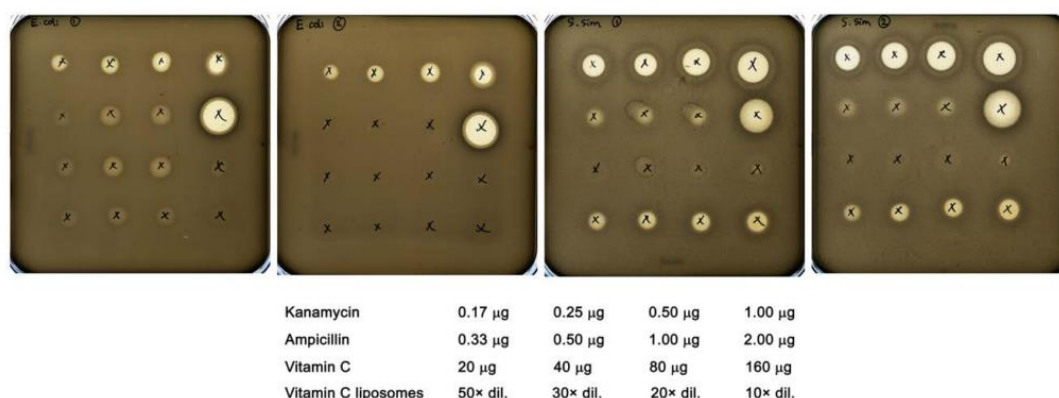 E. coli ①
E coli ②
S. sim ①
S. sim ②
Kanamycin 0.17 µg 0.25 µg 0.50 µg 1.00 µg
Ampicillin 0.33 µg 0.50 µg 1.00 µg 2.00 µg
Vitamin C 20 µg 40 µg 80 µg 160 µg
Vitamin C liposomes 50× dil. 30× dil. 20× dil. 10× dil.